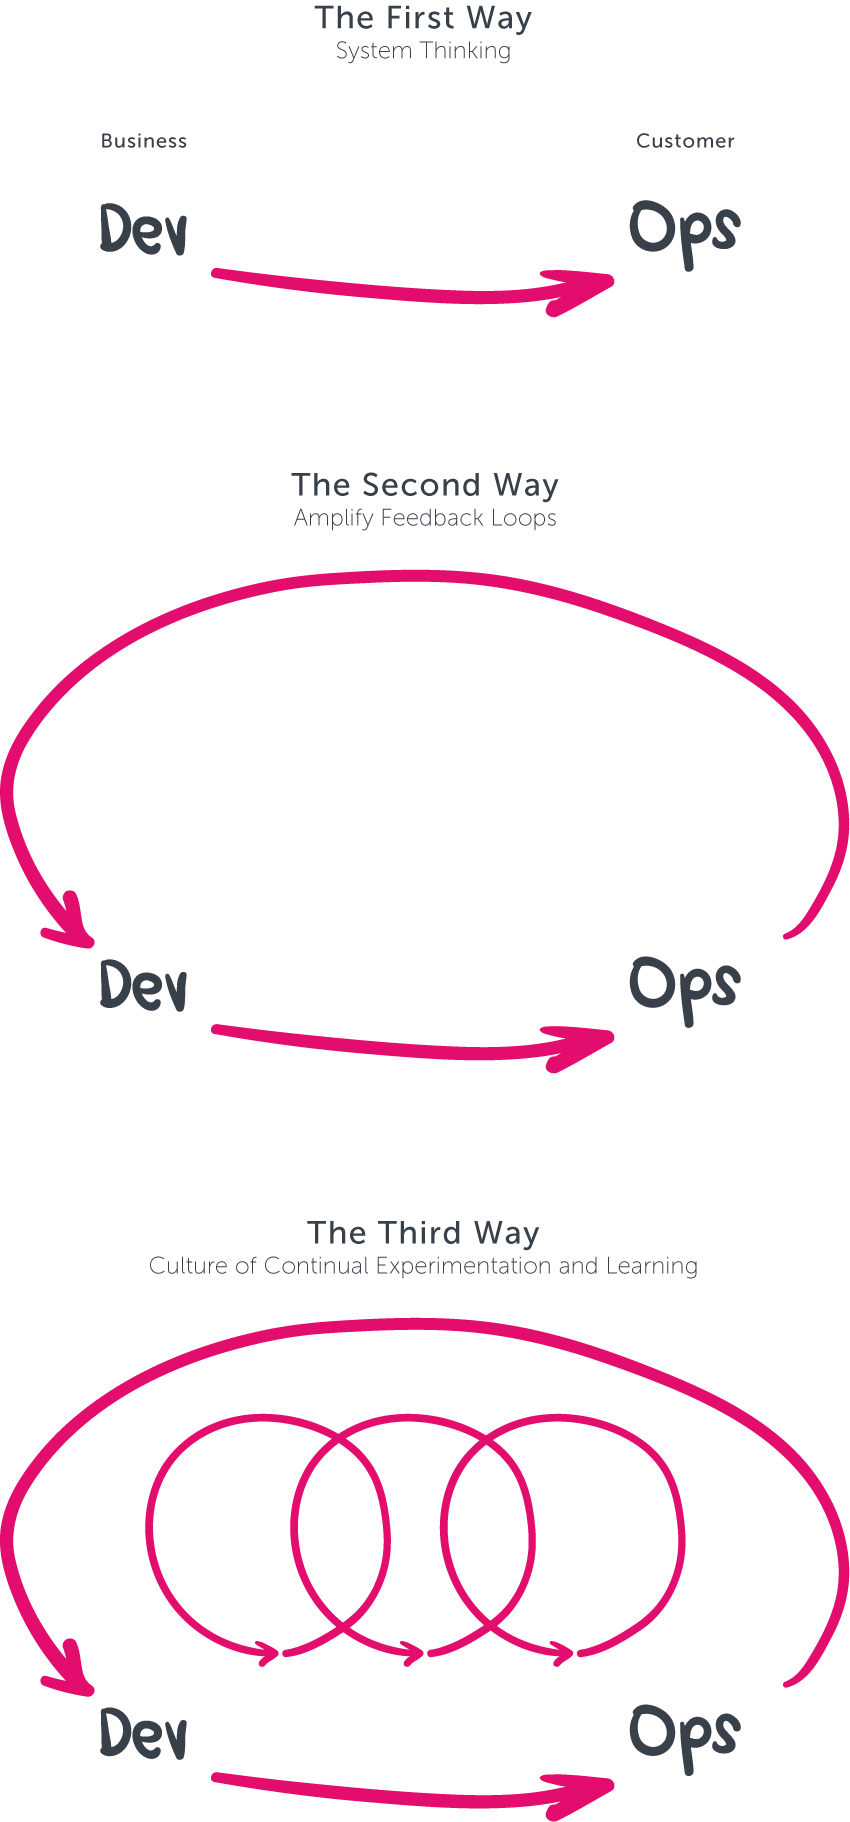 The First Way
System Thinking
Business
Customer
Dev
Ops
The Second Way
Amplify Feedback Loops
Dev
Ops
The Third Way
Culture of Continual Experimentation and Learning
Dev
Ops